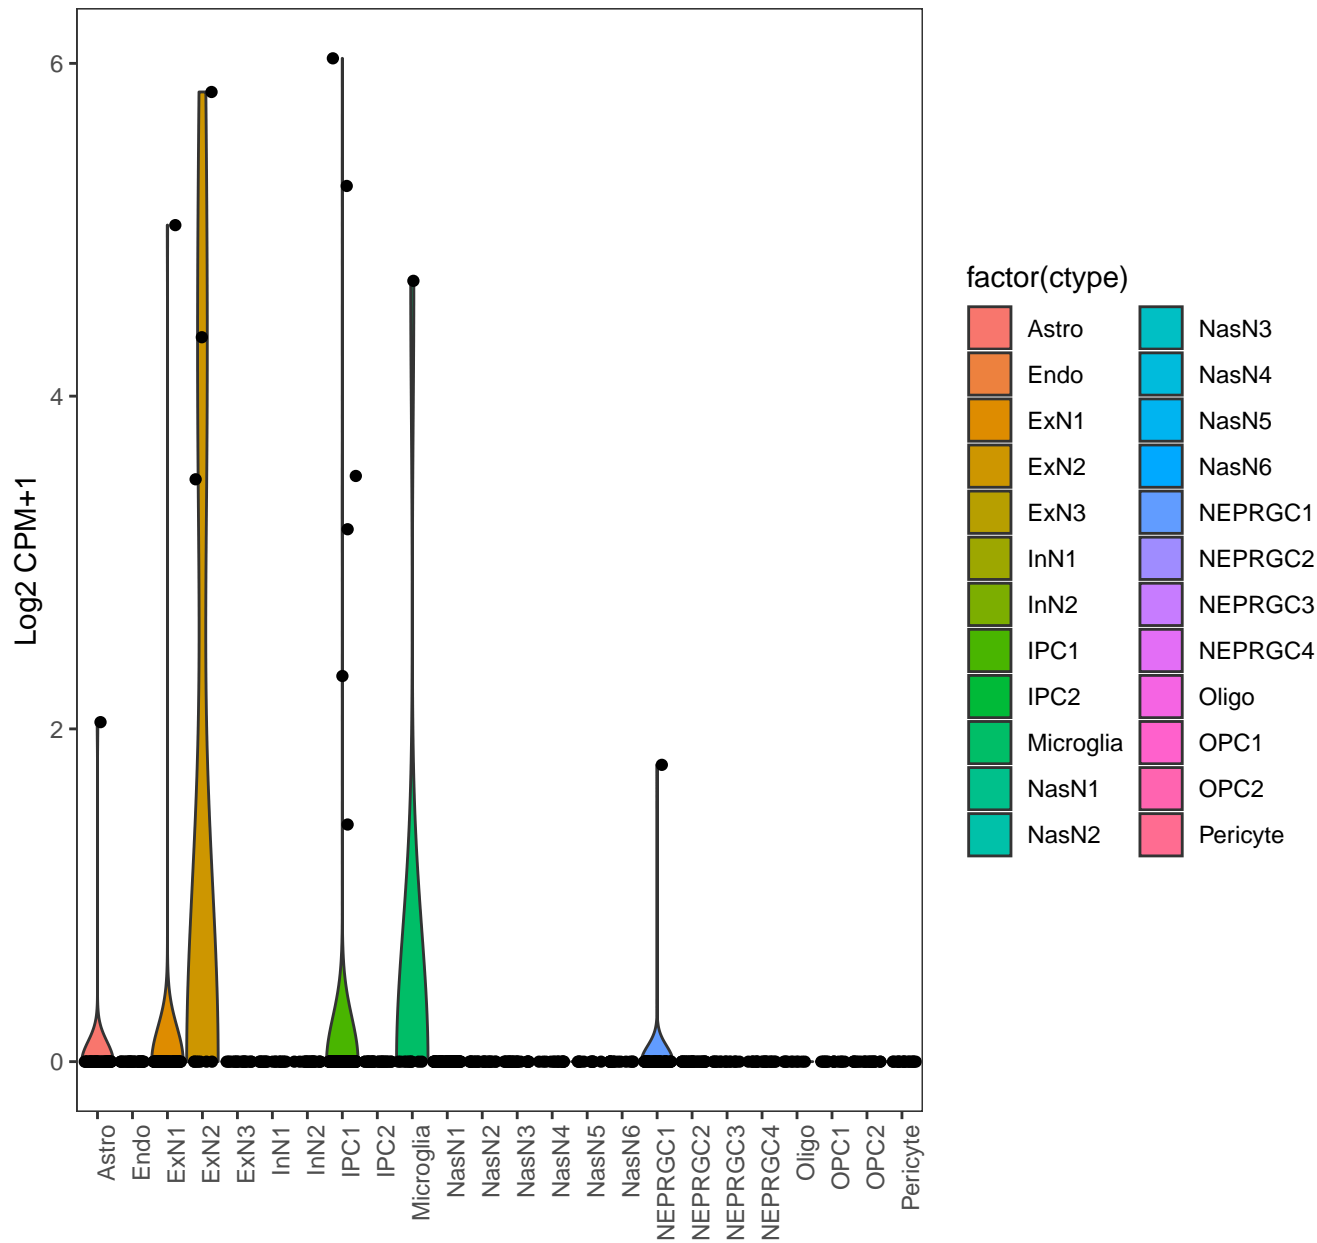 6
4
2
0
Log2 CPM+1
Astro
Endo
ExN1
ExN2
ExN3
InN1
InN2
IPC1
IPC2
Microglia
NasN1
NasN2
NasN3
NasN4
NasN5
NasN6
NEPRGC1
NEPRGC2
NEPRGC3
NEPRGC4
Oligo
OPC1
OPC2
Pericyte
factor(ctype)
Astro
Endo
ExN1
ExN2
ExN3
InN1
InN2
IPC1
IPC2
Microglia
NasN1
NasN2
NasN3
NasN4
NasN5
NasN6
NEPRGC1
NEPRGC2
NEPRGC3
NEPRGC4
Oligo
OPC1
OPC2
Pericyte